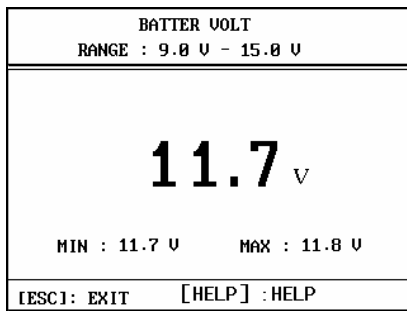 BATTER VOLT
RANGE : 9.0 V - 15.0 V
11.7 V
MIN : 11.7 V MAX : 11.8 V
[ESC]: EXIT [HELP] :HELP